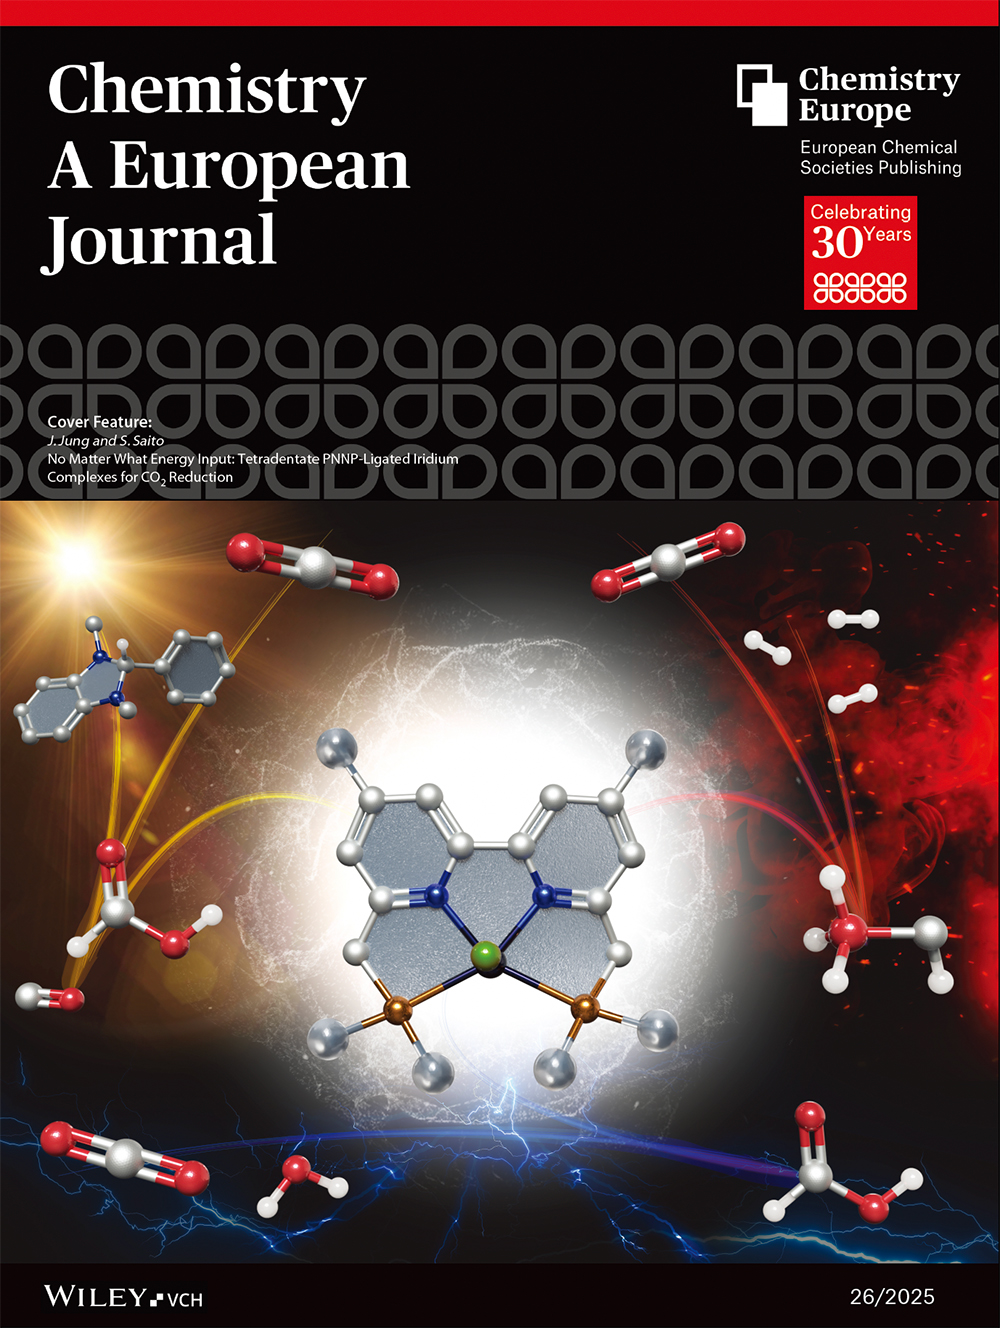 Chemistry
A European
Journal
Chemistry
Europe
European Chemical
Societies Publishing
Celebrating
30 Years
Cover Feature:
J. Jung and S. Saito
No Matter What Energy Input: Tetradentate PNNP-Ligated Iridium
Complexes for CO₂ Reduction
WILEY-VCH
26/2025